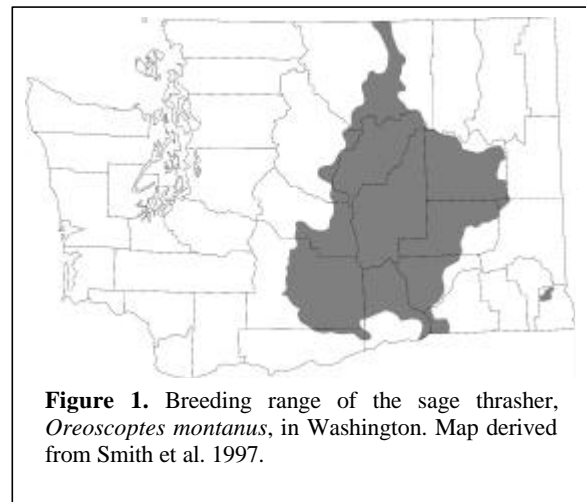 Figure 1. Breeding range of the sage thrasher,
Oreoscoptes montanus, in Washington. Map derived
from Smith et al. 1997.